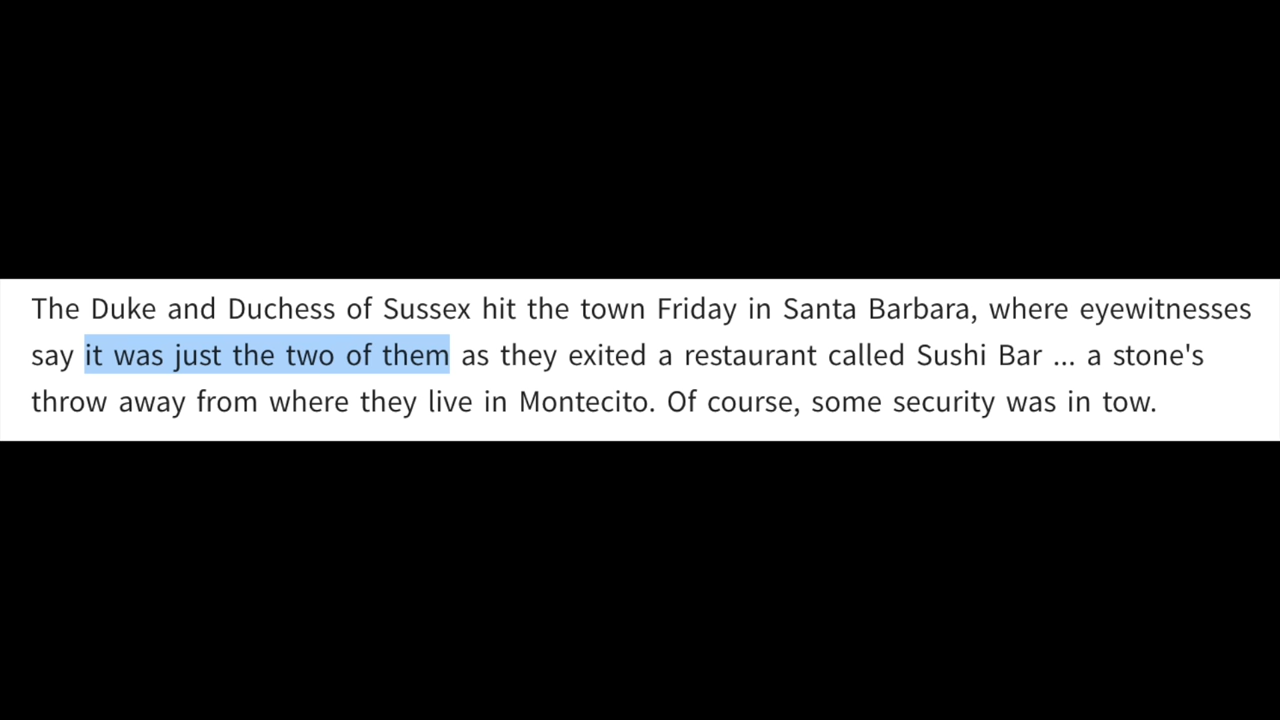 The Duke and Duchess of Sussex hit the town Friday in Santa Barbara, where eyewitnesses
say it was just the two of them as they exited a restaurant called Sushi Bar ... a stone's
throw away from where they live in Montecito. Of course, some security was in tow.